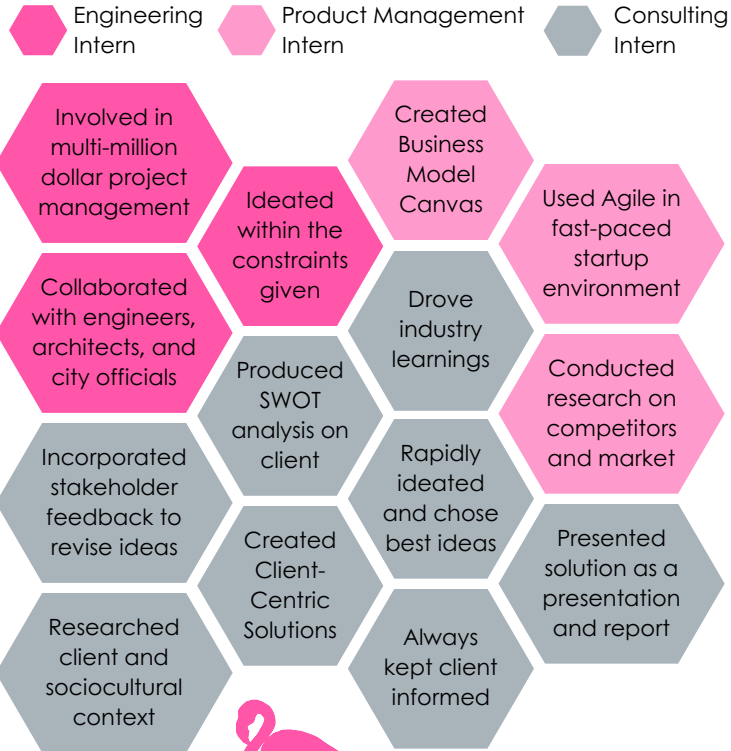 Engineering
Intern
Product Management
Intern
Consulting
Intern
Involved in
multi-million
dollar project
management
Ideated
within the
constraints
given
Created
Business
Model
Canvas
Used Agile in
fast-paced
startup
environment
Collaborated
with engineers,
architects, and
city officials
Produced
SWOT
analysis on
client
Drove
industry
learnings
Conducted
research on
competitors
and market
Incorporated
stakeholder
feedback to
revise ideas
Created
Client-
Centric
Solutions
Rapidly
ideated
and chose
best ideas
Presented
solution as a
presentation
and report
Researched
client and
sociocultural
context
Always
kept client
informed